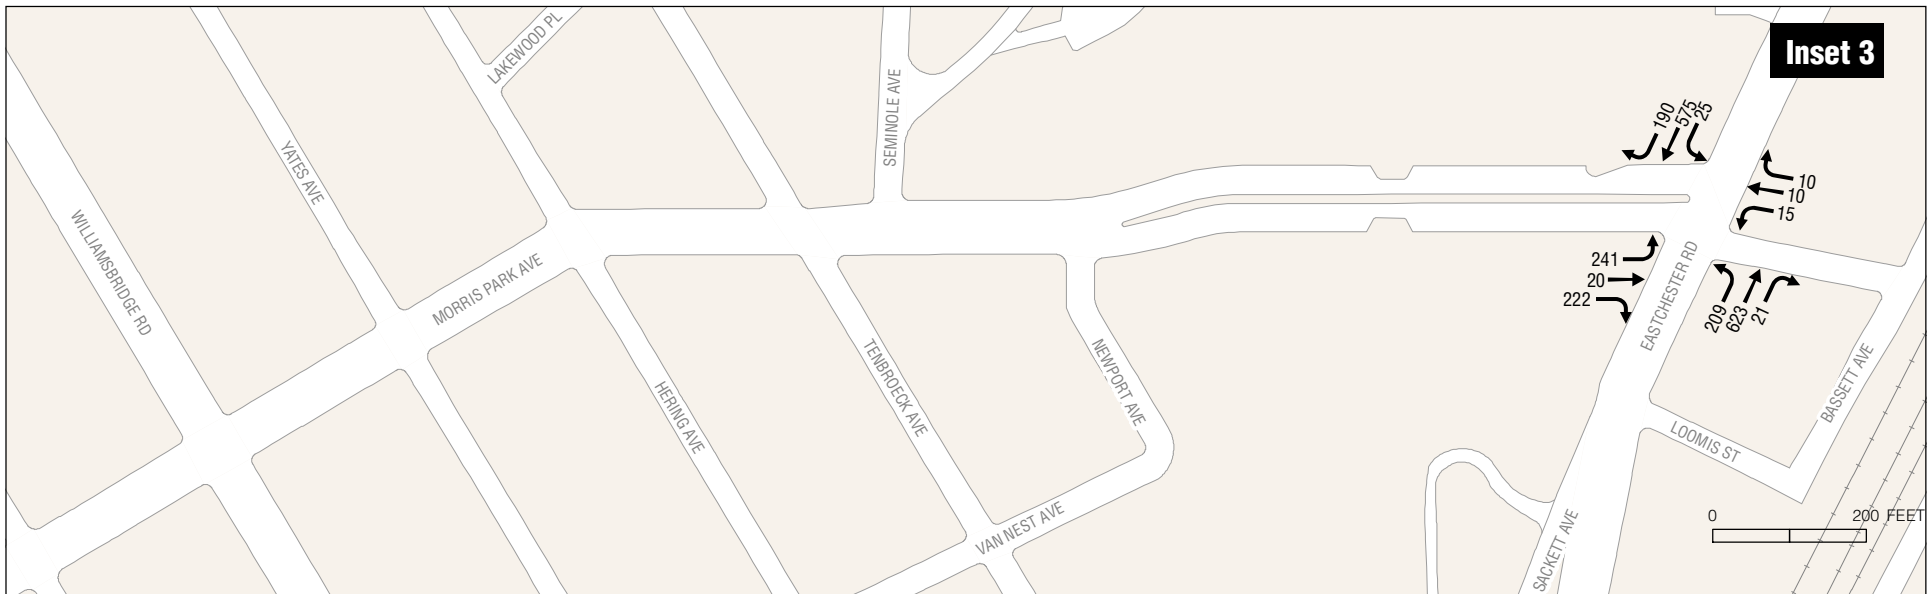 LAKEWOOD PL
Inset 3
SEMINOLE AVE
190
575
25
YATES AVE
10
10
15
WILLIAMSBRIDGE RD
MORRIS PARK AVE
241
20
222
EASTCHESTER RD
209
623
21
HERING AVE
TENBROECK AVE
NEWPORT AVE
BASSETT AVE
LOOMIS ST
VAN NEST AVE
SACKETT AVE
0 200 FEET